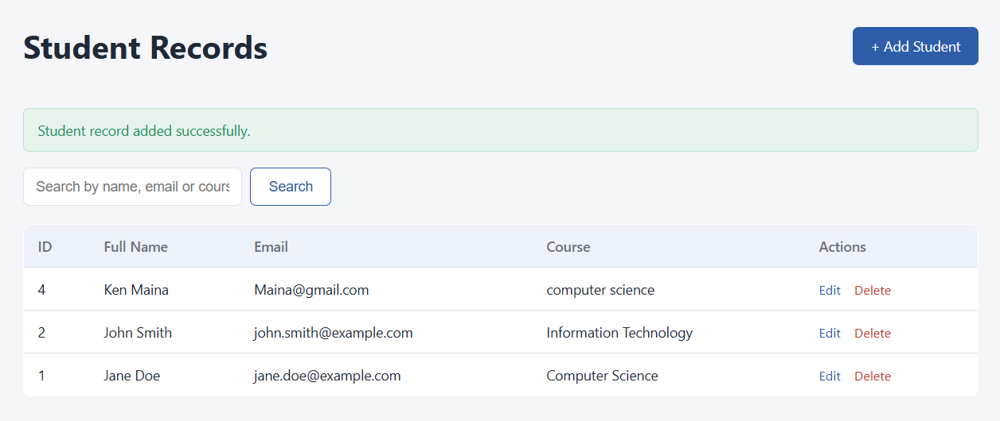 Student Records
+ Add Student
Student record added successfully.
Search by name, email or cours
Search
ID Full Name Email Course Actions
4 Ken Maina Maina@gmail.com computer science Edit Delete
2 John Smith john.smith@example.com Information Technology Edit Delete
1 Jane Doe jane.doe@example.com Computer Science Edit Delete